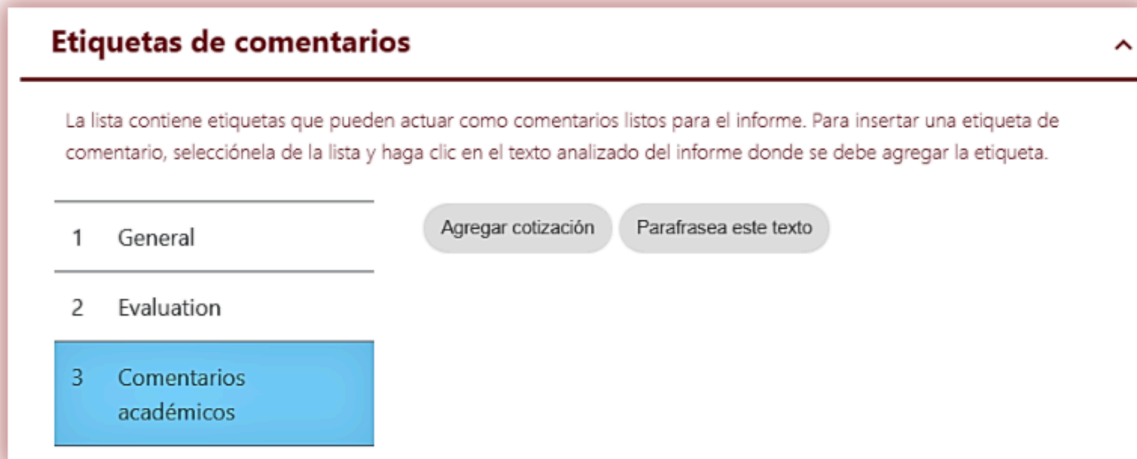 Etiquetas de comentarios
La lista contiene etiquetas que pueden actuar como comentarios listos para el informe. Para insertar una etiqueta de
comentario, selecciónela de la lista y haga clic en el texto analizado del informe donde se debe agregar la etiqueta.
1 General
Agregar cotización Parafrasea este texto
2 Evaluation
3 Comentarios
académicos